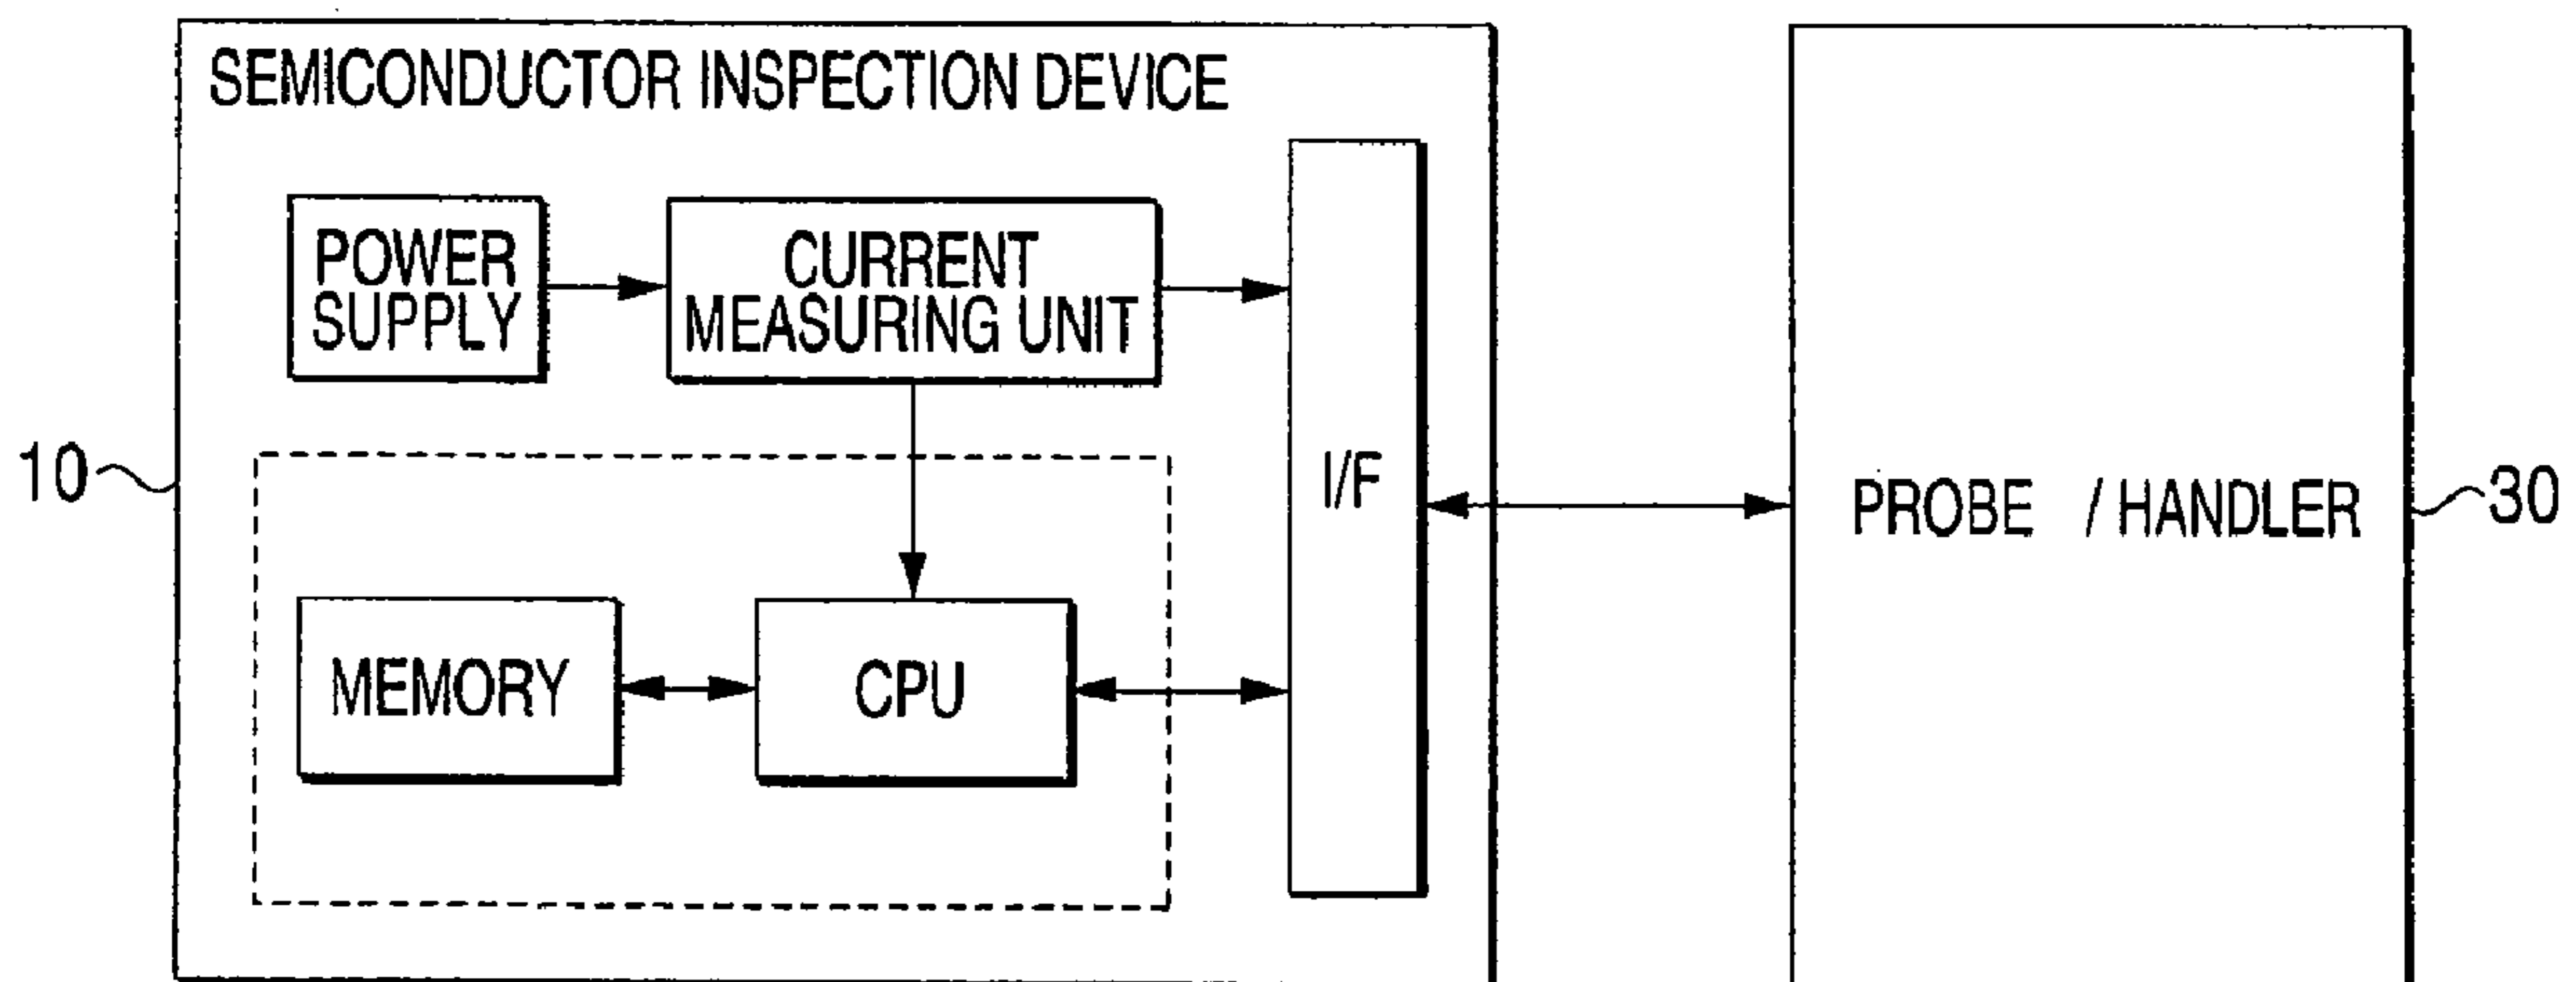 SEMICONDUCTOR INSPECTION DEVICE
POWER
SUPPLY
CURRENT
MEASURING UNIT
I/F
10
MEMORY
CPU
PROBE / HANDLER
30